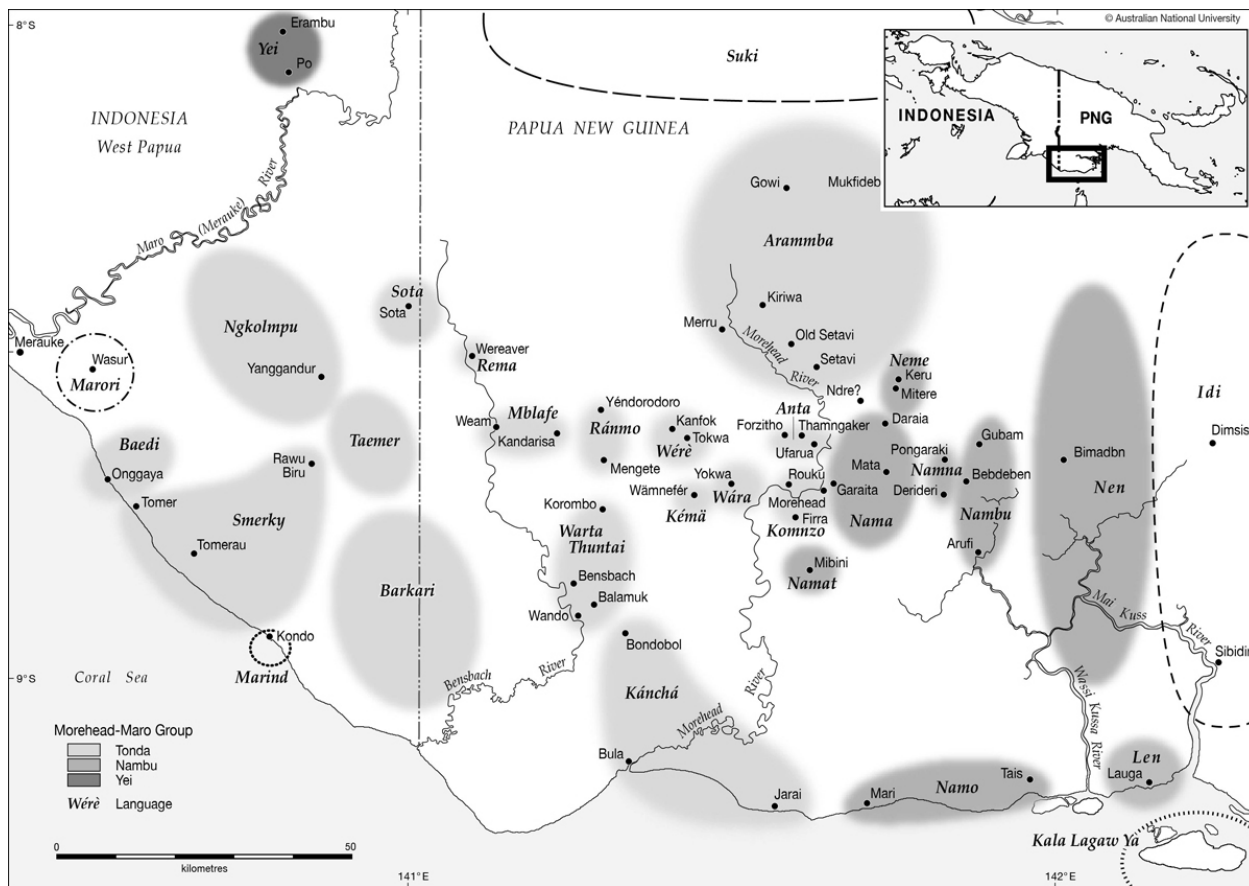 8°S
© Australian National University
Erambu
Yei
Po
Suki
INDONESIA
West Papua
PAPUA NEW GUINEA
INDONESIA
PNG
Maro (Merauke) River
Gowi
Mukfideb
Arammba
Sota
Sota
Ngkolmpu
Kiriwa
Merru
Morehead River
Old Setavi
Setavi
Merauke
Wasur
Marori
Yanggandur
Wereaver
Rema
Neme
Keru
Mitere
Ndre?
Idi
Dimsis
Baedi
Onggaya
Taemer
Weam
Mblafe
Kandarisa
Yéndorodoro
Ránmo
Mengete
Kanfok
Tokwa
Wérè
Anta
Forzitho
Thamngaker
Ufarua
Daraia
Pongaraki
Namna
Derideri
Gubam
Bebdeben
Nambu
Bimadbn
Nen
Rawu
Biru
Tomer
Smerky
Tomerau
Yokwa
Wámnefér
Wára
Kémä
Rouku
Morehead
Firra
Komnzo
Mata
Garaita
Nama
Korombo
Warta
Thuntai
Bensbach
Balamuk
Wando
Mibini
Namat
Arufi
Barkari
Kondo
Marind
Bondobol
Kánchá
Mai Kuss River
Sibidir
9°S
Coral Sea
Bensbach River
Morehead River
Wassi Kussa River
Bula
Jarai
Mari
Namo
Tais
Len
Lauga
Kala Lagaw Ya
Morehead-Maro Group
Tonda
Nambu
Yei
Wérè Language
0 50
kilometres
141°E
142°E